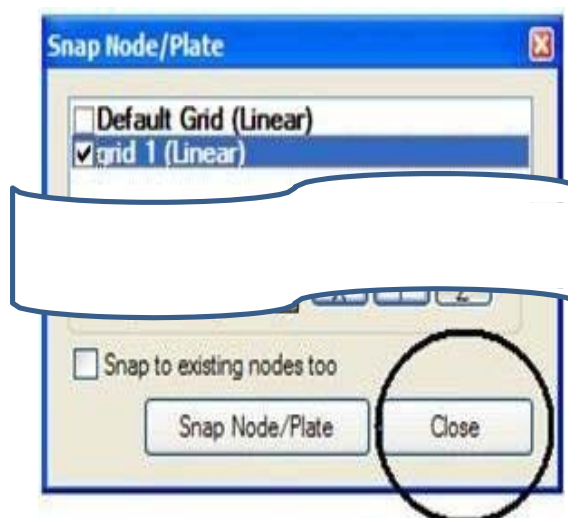 Snap Node/Plate
Default Grid (Linear)
grid 1 (Linear)
Snap to existing nodes too
Snap Node/Plate Close